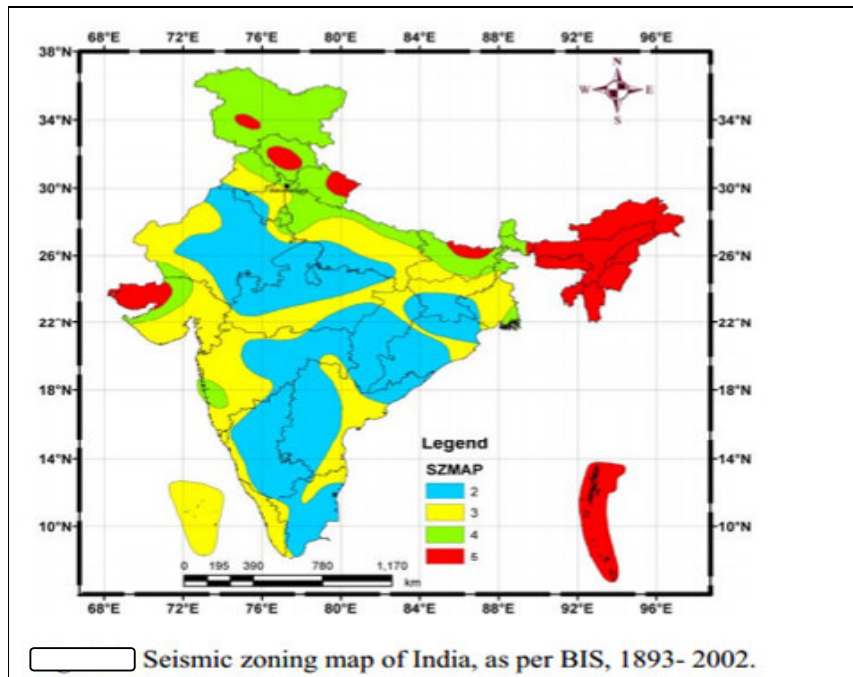 68°E 72°E 76°E 80°E 84°E 88°E 92°E 96°E
38°N
34°N 34°N
30°N 30°N
26°N 26°N
22°N 22°N
18°N 18°N
14°N 14°N
10°N 10°N
N
W E
S
Legend
SZMAP
2
3
4
5
0 195 390 780 1,170
km
68°E 72°E 76°E 80°E 84°E 88°E 92°E 96°E
Seismic zoning map of India, as per BIS, 1893- 2002.